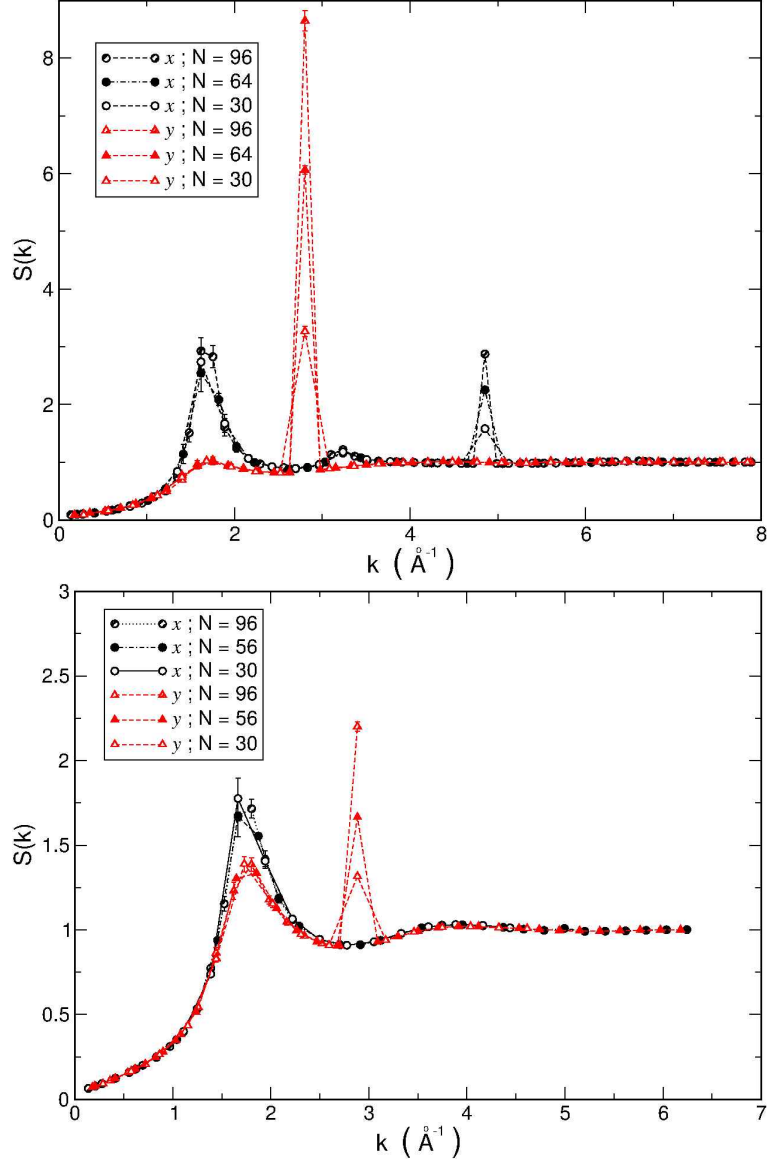 8
6
4
2
0
S(k)
x ; N = 96
x ; N = 64
x ; N = 30
y ; N = 96
y ; N = 64
y ; N = 30
0 2 4 6 8
k ( Å-1 )
3
2.5
2
1.5
1
0.5
0
S(k)
x ; N = 96
x ; N = 56
x ; N = 30
y ; N = 96
y ; N = 56
y ; N = 30
0 1 2 3 4 5 6 7
k ( Å-1 )